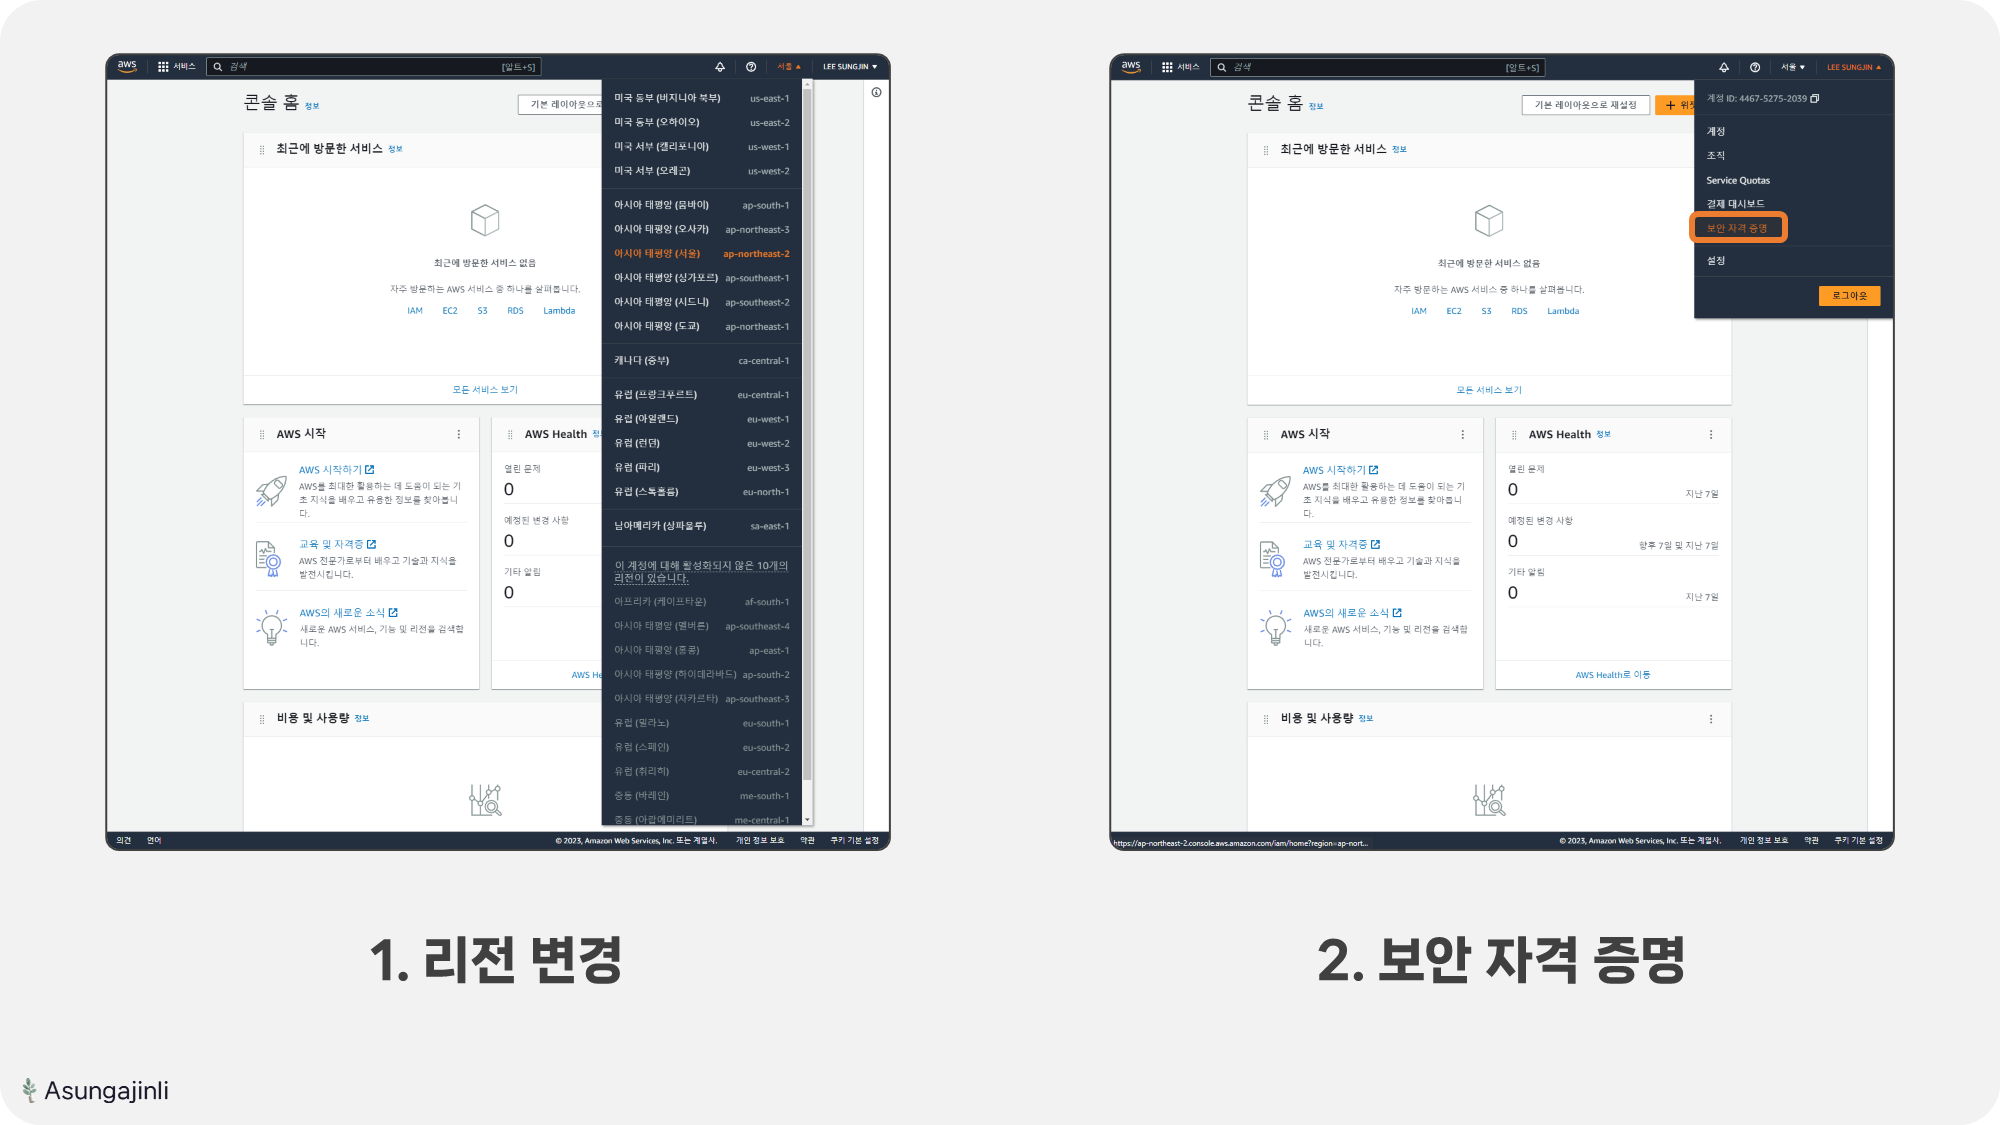 aws
서비스
검색
[알트+S]
서울
LEE SUNGJIN
콘솔 홈 정보
기본 레이아웃으로
최근에 방문한 서비스 정보
최근에 방문한 서비스 없음
자주 방문하는 AWS 서비스 중 하나를 살펴봅니다.
IAM EC2 S3 RDS Lambda
모든 서비스 보기
AWS 시작
AWS 시작하기
AWS를 최대한 활용하는 데 도움이 되는 기
초 지식을 배우고 유용한 정보를 찾아봅니
다.
교육 및 자격증
AWS 전문가로부터 배우고 기술과 지식을
발전시킵니다.
AWS의 새로운 소식
새로운 AWS 서비스, 기능 및 리전을 검색합
니다.
AWS Health
열린 문제
0
예정된 변경 사항
0
기타 알림
0
AWS He
비용 및 사용량 정보
미국 동부 (버지니아 북부) us-east-1
미국 동부 (오하이오) us-east-2
미국 서부 (캘리포니아) us-west-1
미국 서부 (오레곤) us-west-2
아시아 태평양 (뭄바이) ap-south-1
아시아 태평양 (오사카) ap-northeast-3
아시아 태평양 (서울) ap-northeast-2
아시아 태평양 (싱가포르) ap-southeast-1
아시아 태평양 (시드니) ap-southeast-2
아시아 태평양 (도쿄) ap-northeast-1
캐나다 (중부) ca-central-1
유럽 (프랑크푸르트) eu-central-1
유럽 (아일랜드) eu-west-1
유럽 (런던) eu-west-2
유럽 (파리) eu-west-3
유럽 (스톡홀름) eu-north-1
남아메리카 (상파울루) sa-east-1
이 계정에 대해 활성화되지 않은 10개의
리전이 있습니다.
아프리카 (케이프타운) af-south-1
아시아 태평양 (멜버른) ap-southeast-4
아시아 태평양 (홍콩) ap-east-1
아시아 태평양 (하이데라바드) ap-south-2
아시아 태평양 (자카르타) ap-southeast-3
유럽 (밀라노) eu-south-1
유럽 (스페인) eu-south-2
유럽 (취리히) eu-central-2
중동 (바레인) me-south-1
중동 (아랍에미리트) me-central-1
의견 언어
© 2023, Amazon Web Services, Inc. 또는 계열사. 개인 정보 보호 약관 쿠키 기본 설정
1. 리전 변경
aws
서비스
검색
[알트+S]
서울
LEE SUNGJIN
콘솔 홈 정보
기본 레이아웃으로 재설정
+ 위젯
계정 ID: 4467-5275-2039
계정
조직
Service Quotas
결제 대시보드
보안 자격 증명
설정
로그아웃
최근에 방문한 서비스 정보
최근에 방문한 서비스 없음
자주 방문하는 AWS 서비스 중 하나를 살펴봅니다.
IAM EC2 S3 RDS Lambda
모든 서비스 보기
AWS 시작
AWS 시작하기
AWS를 최대한 활용하는 데 도움이 되는 기
초 지식을 배우고 유용한 정보를 찾아봅니
다.
교육 및 자격증
AWS 전문가로부터 배우고 기술과 지식을
발전시킵니다.
AWS의 새로운 소식
새로운 AWS 서비스, 기능 및 리전을 검색합
니다.
AWS Health 정보
열린 문제
0 지난 7일
예정된 변경 사항
0 향후 7일 및 지난 7일
기타 알림
0 지난 7일
AWS Health로 이동
비용 및 사용량 정보
https://ap-northeast-2.console.aws.amazon.com/iam/home?region=ap-nort...
© 2023, Amazon Web Services, Inc. 또는 계열사. 개인 정보 보호 약관 쿠키 기본 설정
2. 보안 자격 증명
Asungajinli